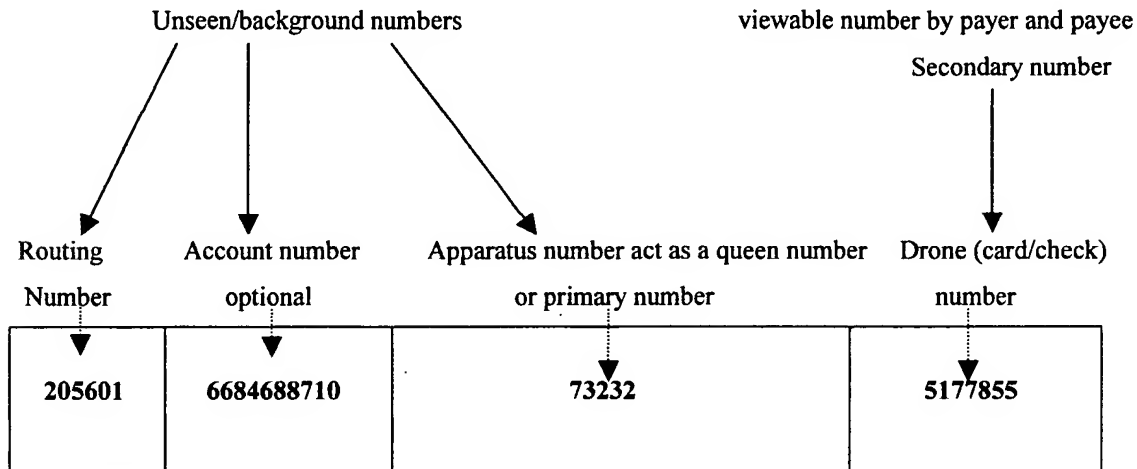 Unseen/background numbers viewable number by payer and payee
Secondary number
Routing Account number Apparatus number act as a queen number Drone (card/check)
Number optional or primary number number
205601 6684688710 73232 5177855